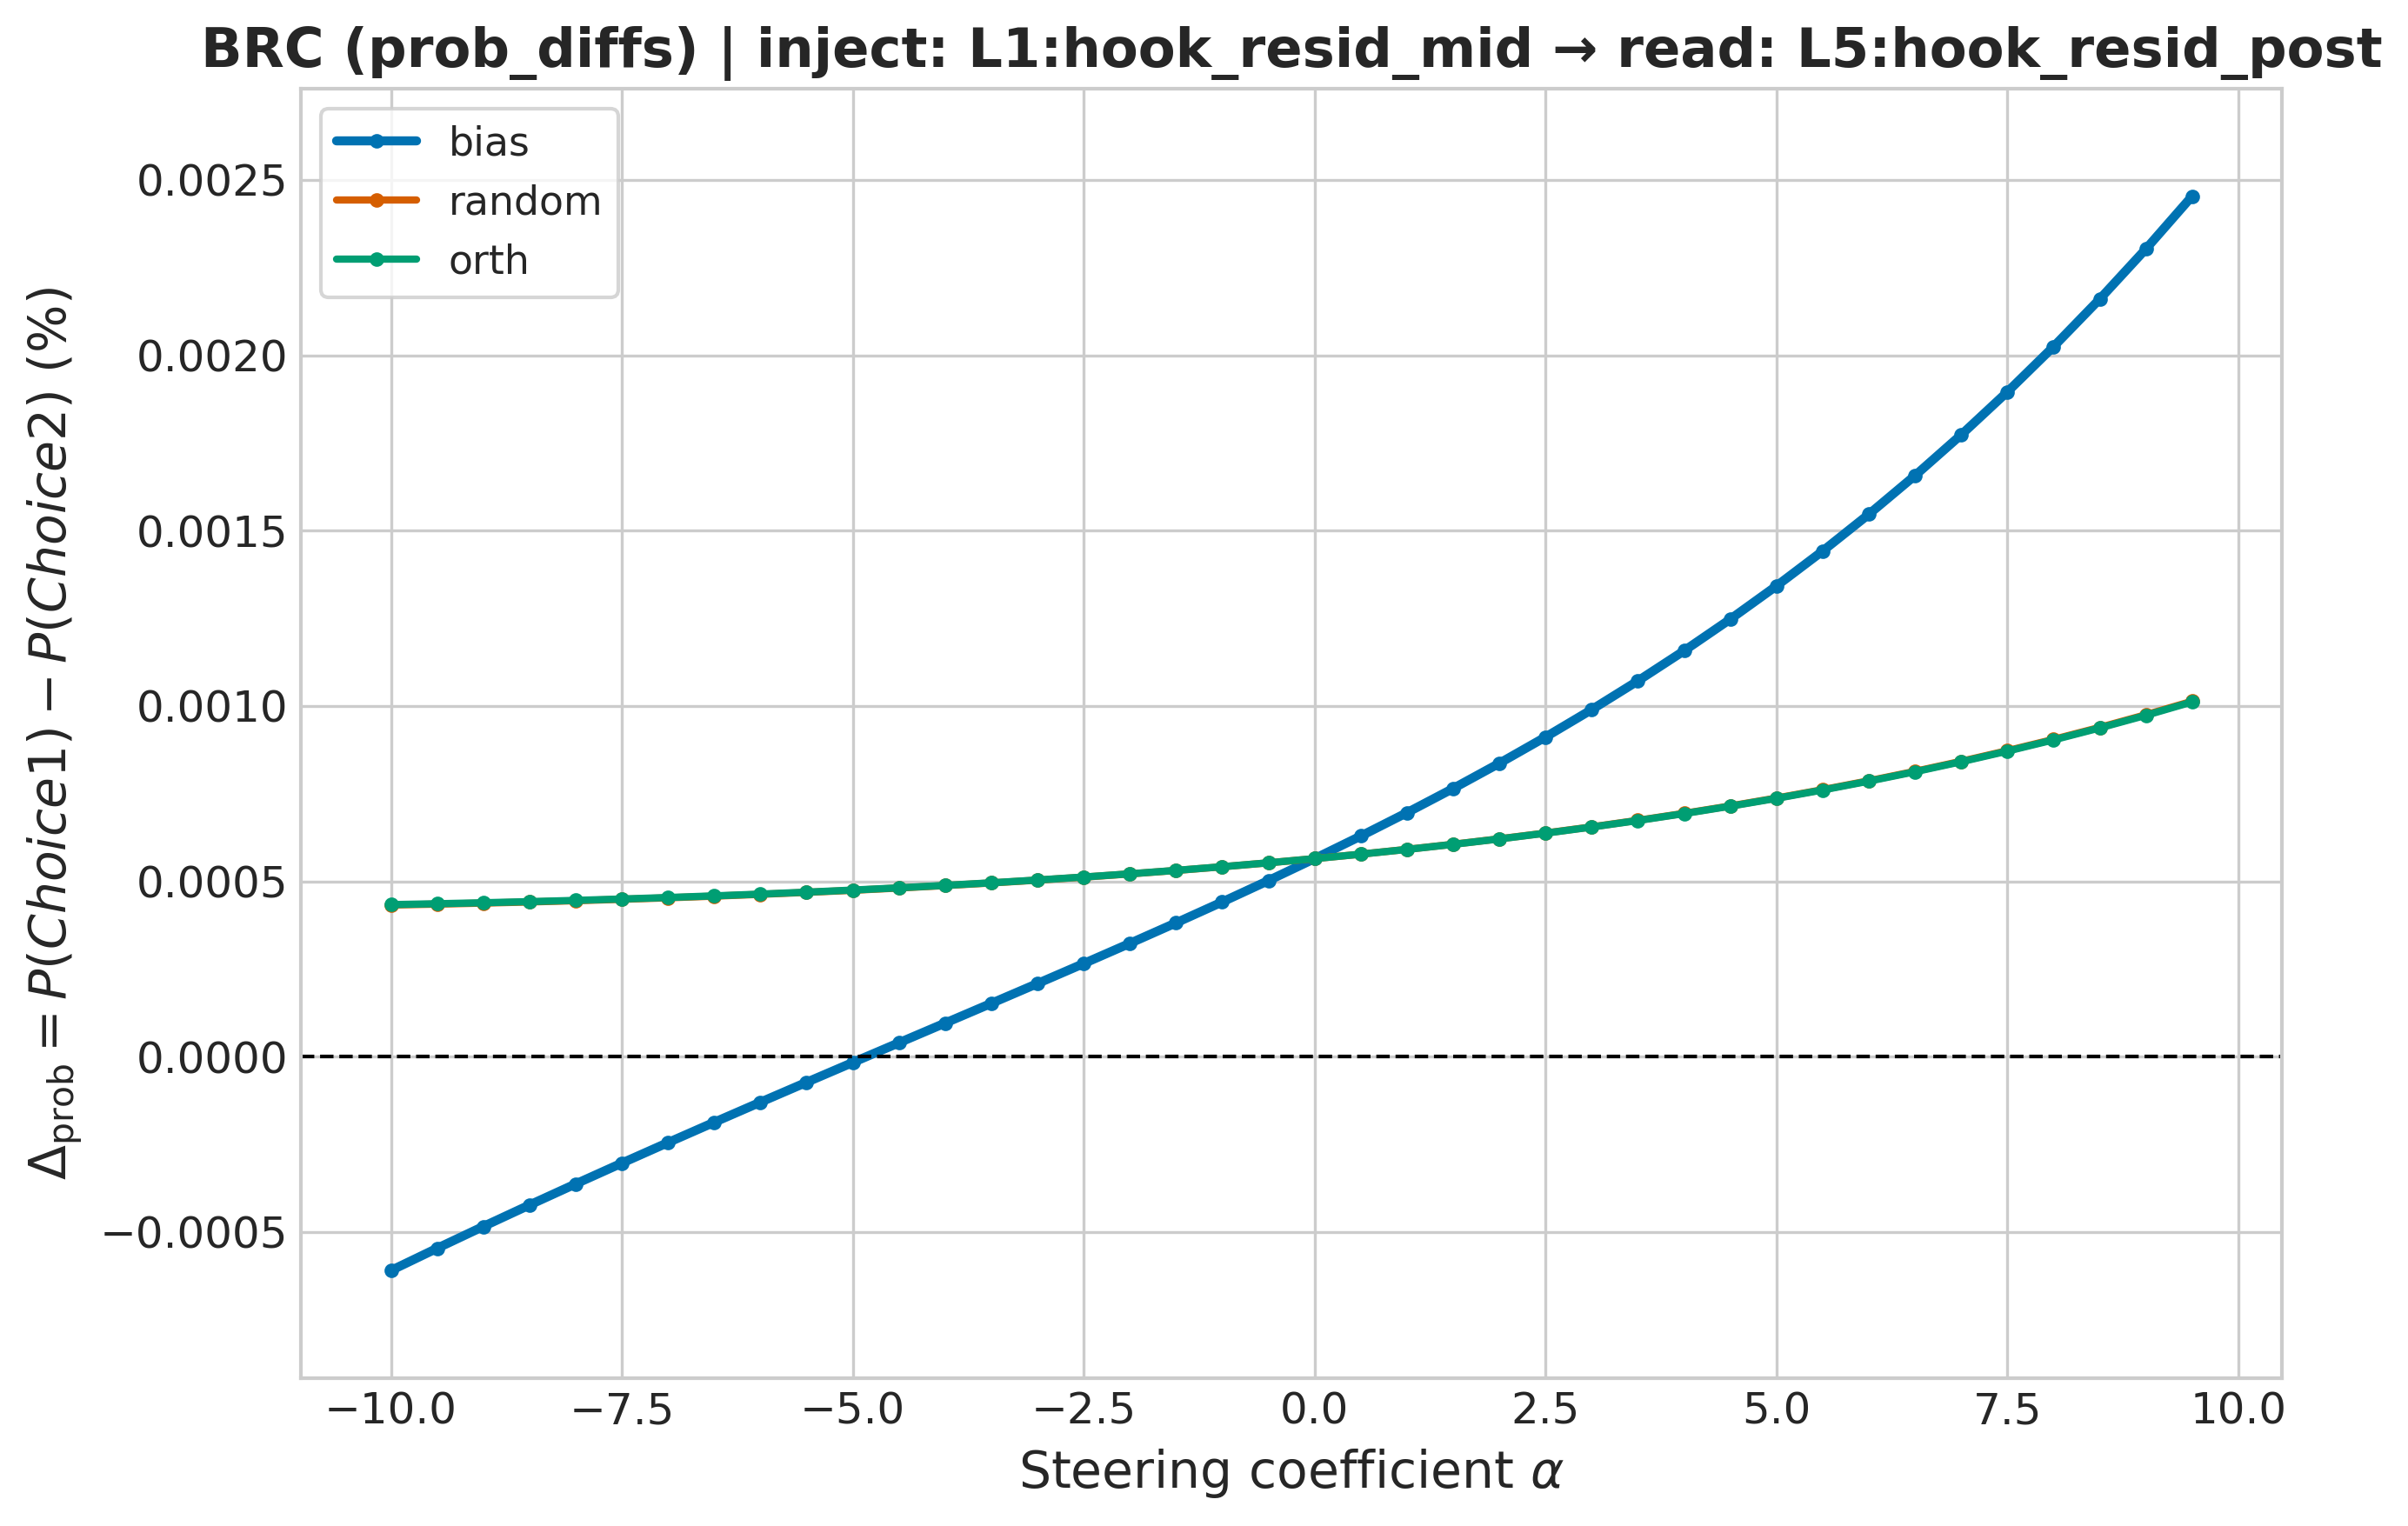 BRC (prob_diffs) | inject: L1:hook_resid_mid → read: L5:hook_resid_post
bias
random
orth
Δprob = P(Choice1) − P(Choice2) (%)
0.0025
0.0020
0.0015
0.0010
0.0005
0.0000
−0.0005
−10.0 −7.5 −5.0 −2.5 0.0 2.5 5.0 7.5 10.0
Steering coefficient α